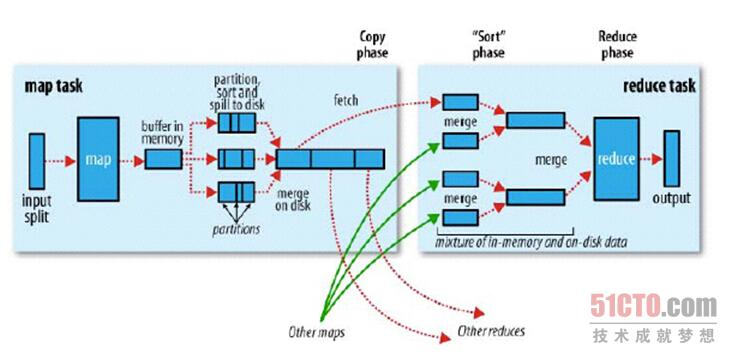 Copy
phase
"Sort"
phase
Reduce
phase
map task
partition,
sort and
spill to disk
fetch
reduce task
buffer in
memory
map
input
split
merge
on disk
partitions
merge
merge
merge
reduce
output
mixture of in-memory and on-disk data
Other maps
Other reduces
51CTO.com
技术成就梦想